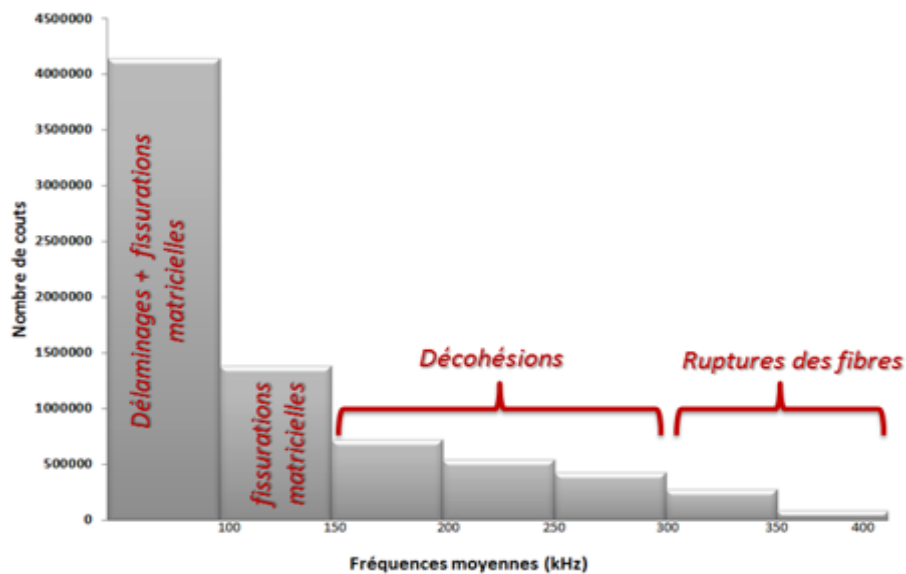 4500000
4000000
3500000
3000000
2500000
2000000
1500000
1000000
500000
0
Nombre de couts
Délaminages + fissurations
matricielles
fissurations
matricielles
Décohésions
Ruptures des fibres
100 150 200 250 300 350 400
Fréquences moyennes (kHz)